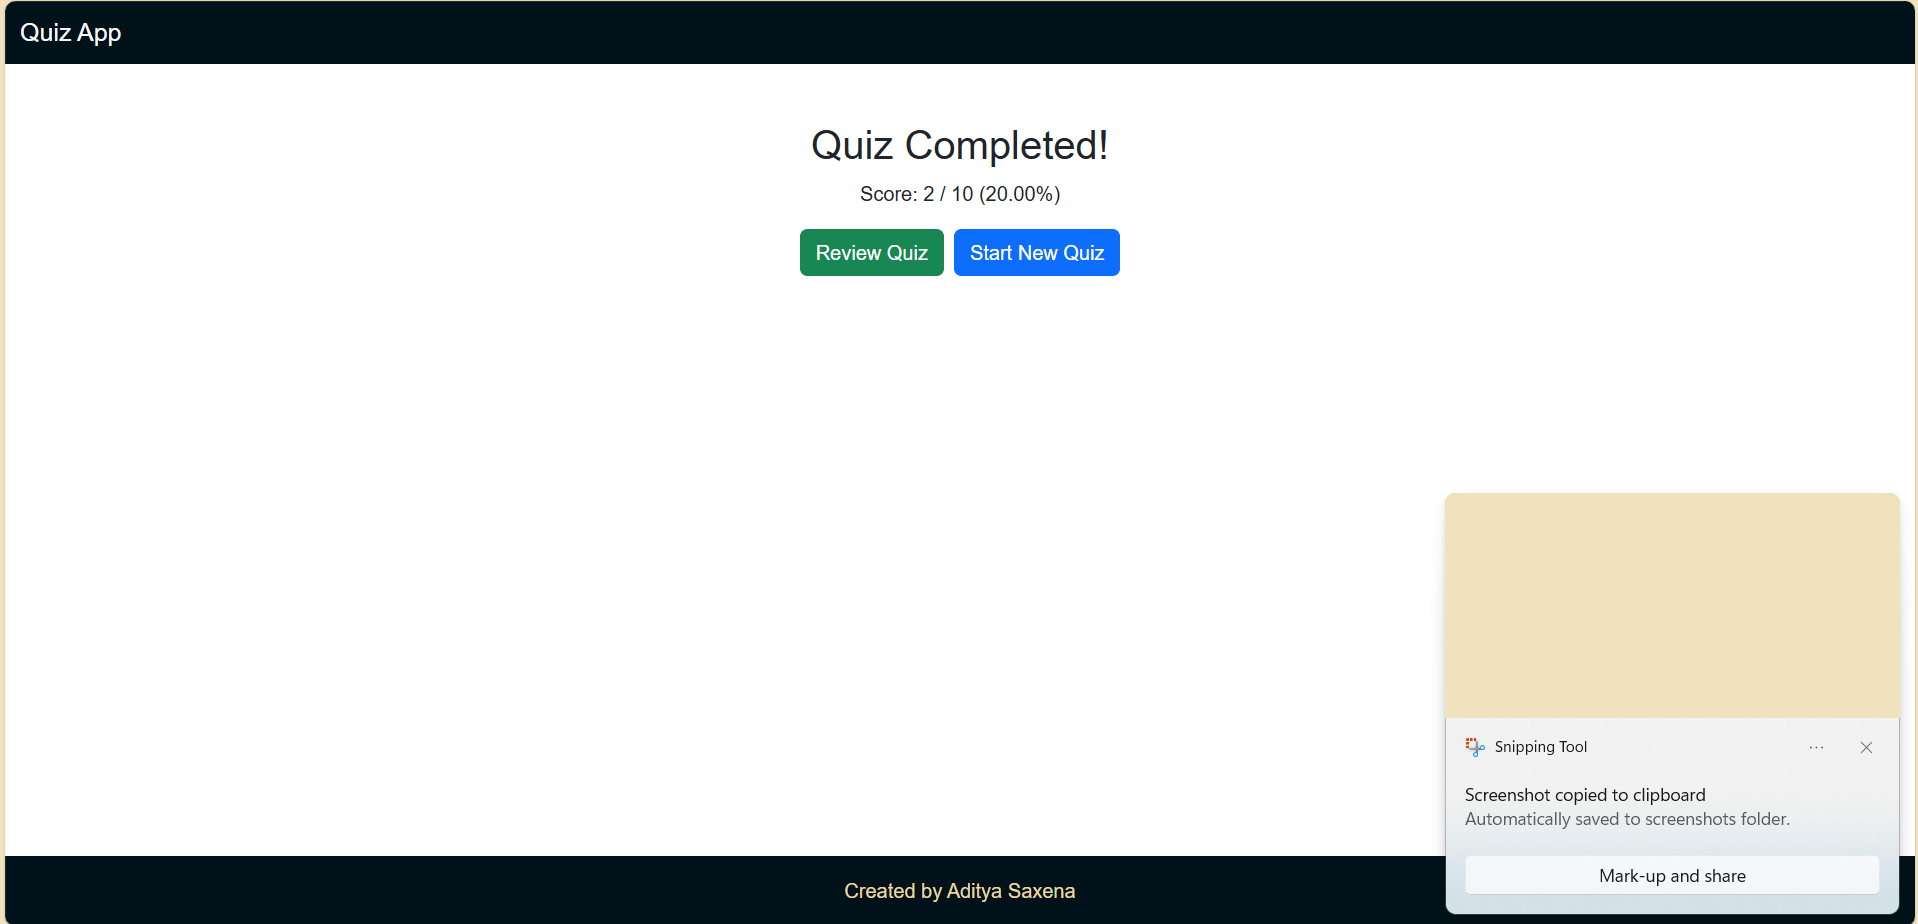 Quiz App
Quiz Completed!
Score: 2 / 10 (20.00%)
Review Quiz
Start New Quiz
Snipping Tool
Screenshot copied to clipboard
Automatically saved to screenshots folder.
Mark-up and share
Created by Aditya Saxena